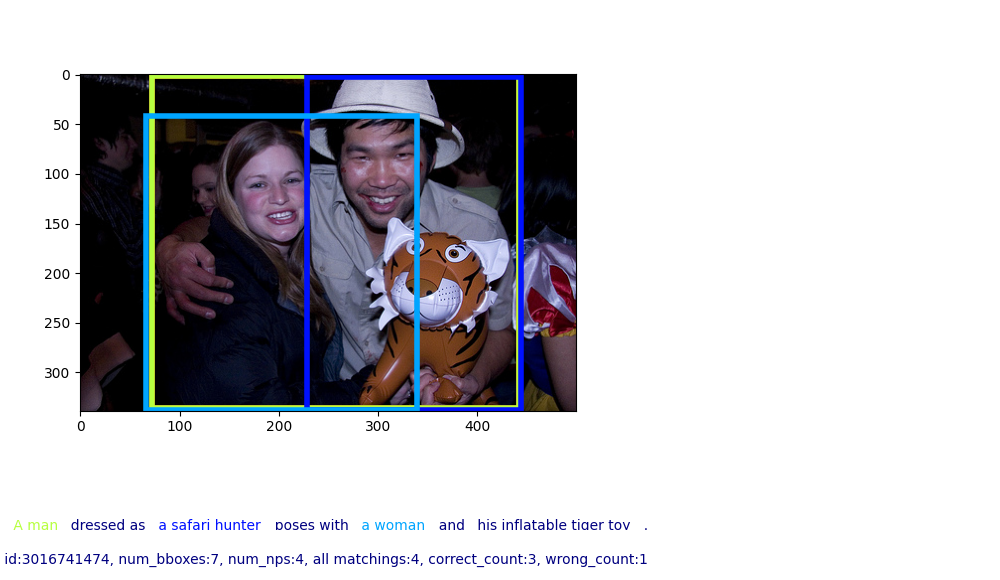 0
50
100
150
200
250
300
0 100 200 300 400
A man dressed as a safari hunter poses with a woman and his inflatable tiger toy .
id:3016741474, num_bboxes:7, num_nps:4, all matchings:4, correct_count:3, wrong_count:1